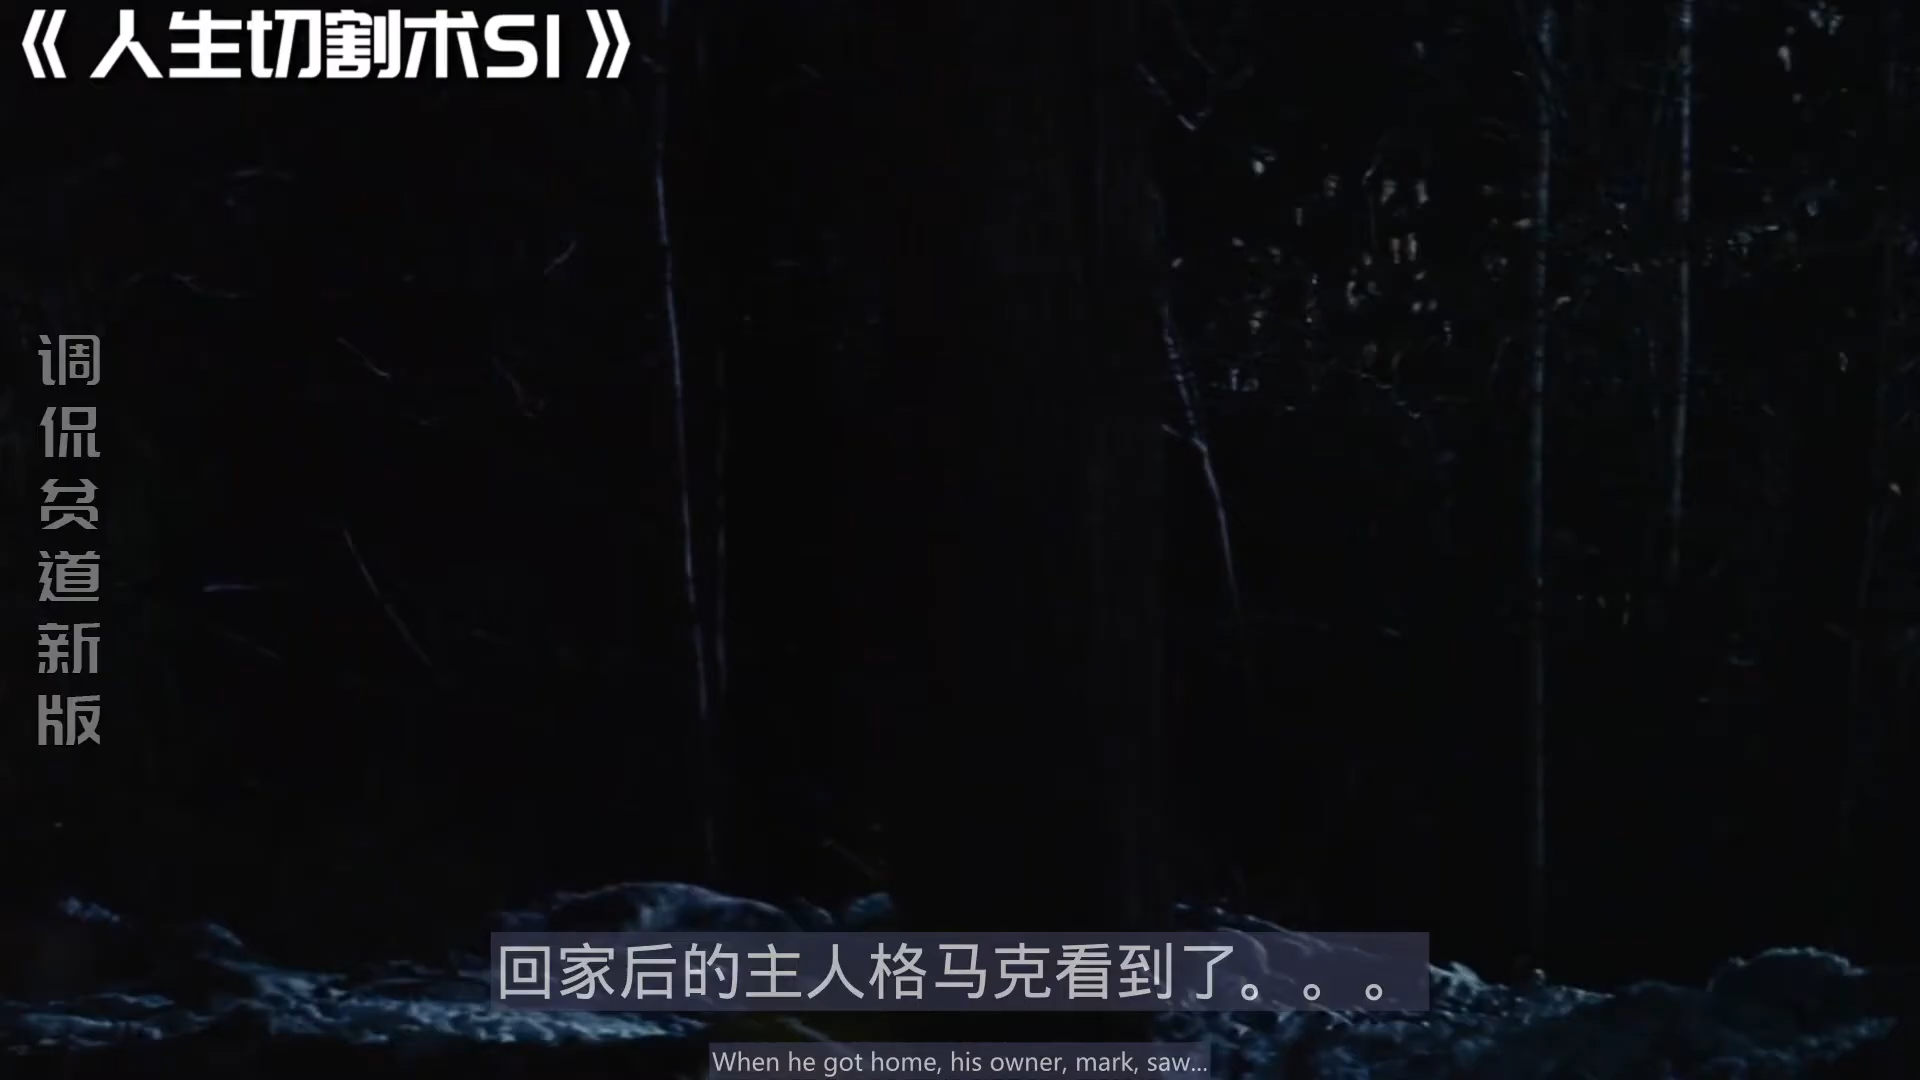 《人生切割术S1》
调侃贫道新版
回家后的主人格马克看到了。。。
When he got home, his owner, mark, saw...